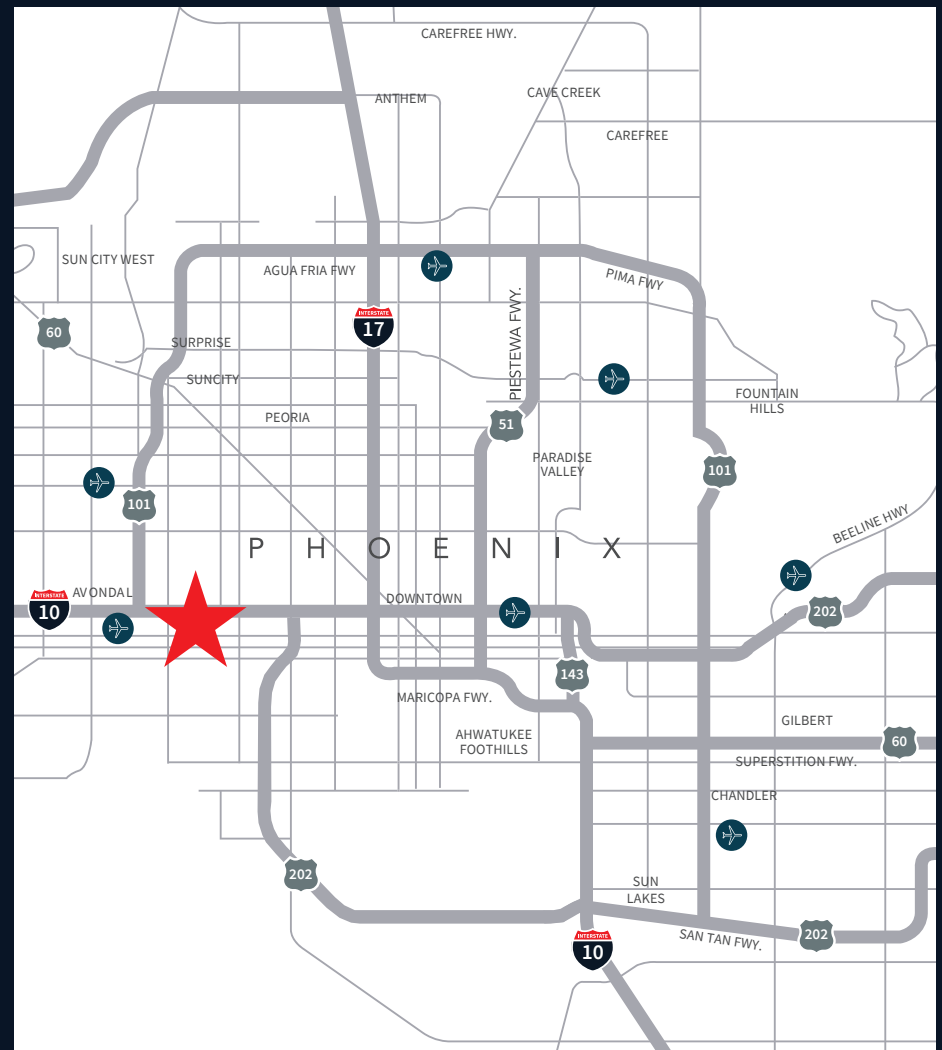 CAREFREE HWY.
ANTHEM
CAVE CREEK
CAREFREE
SUN CITY WEST
AGUA FRIA FWY
PIMA FWY
60
INTERSTATE
17
PIESTEWA FWY.
SURPRISE
SUNCITY
FOUNTAIN
HILLS
PEORIA
51
PARADISE
VALLEY
101
101
BEELINE HWY
PHOENIX
AVONDAL
INTERSTATE
10
DOWNTOWN
202
143
MARICOPA FWY.
GILBERT
AHWATUKEE
FOOTHILLS
60
SUPERSTITION FWY.
CHANDLER
202
SUN
LAKES
SAN TAN FWY.
202
INTERSTATE
10